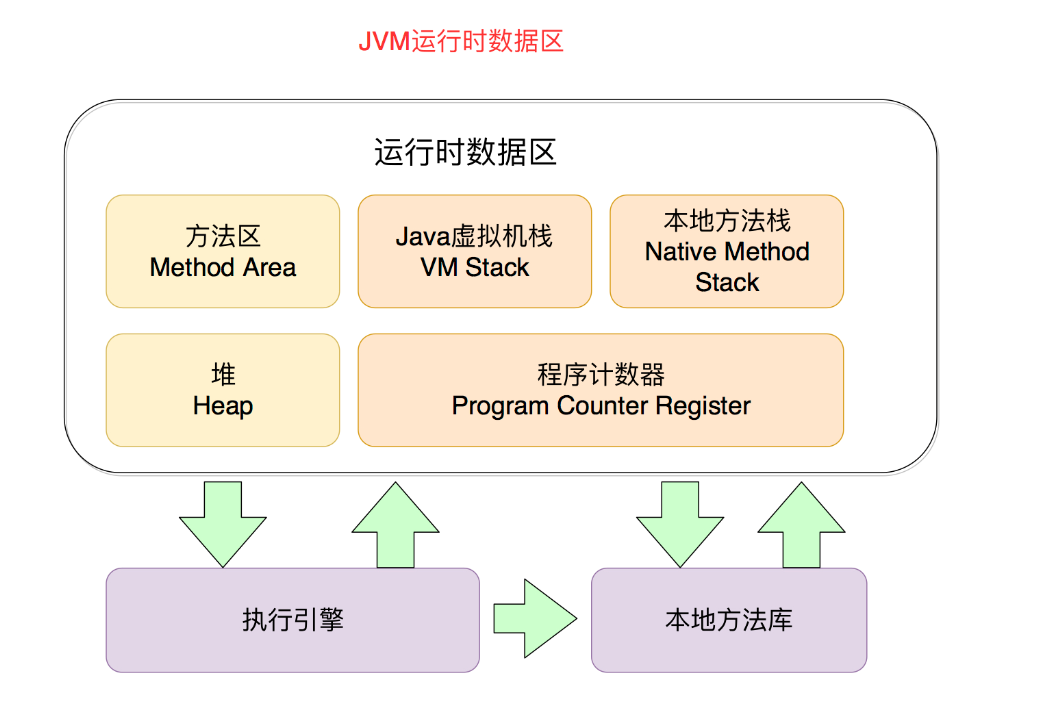 JVM运行时数据区
运行时数据区
方法区
Method Area
Java虚拟机栈
VM Stack
本地方法栈
Native Method
Stack
堆
Heap
程序计数器
Program Counter Register
执行引擎
本地方法库